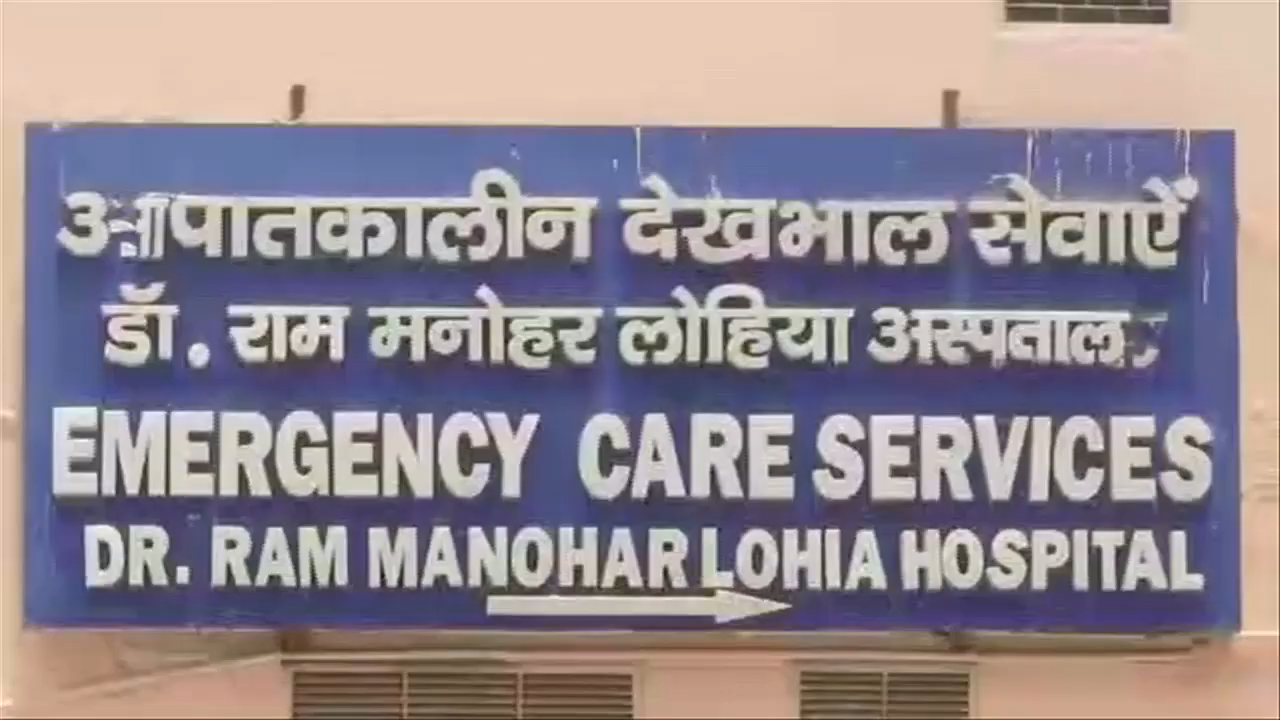 आपातकालीन देखभाल सेवाऐं
डॉ. राम मनोहर लोहिया अस्पताल
EMERGENCY CARE SERVICES
DR. RAM MANOHAR LOHIA HOSPITAL